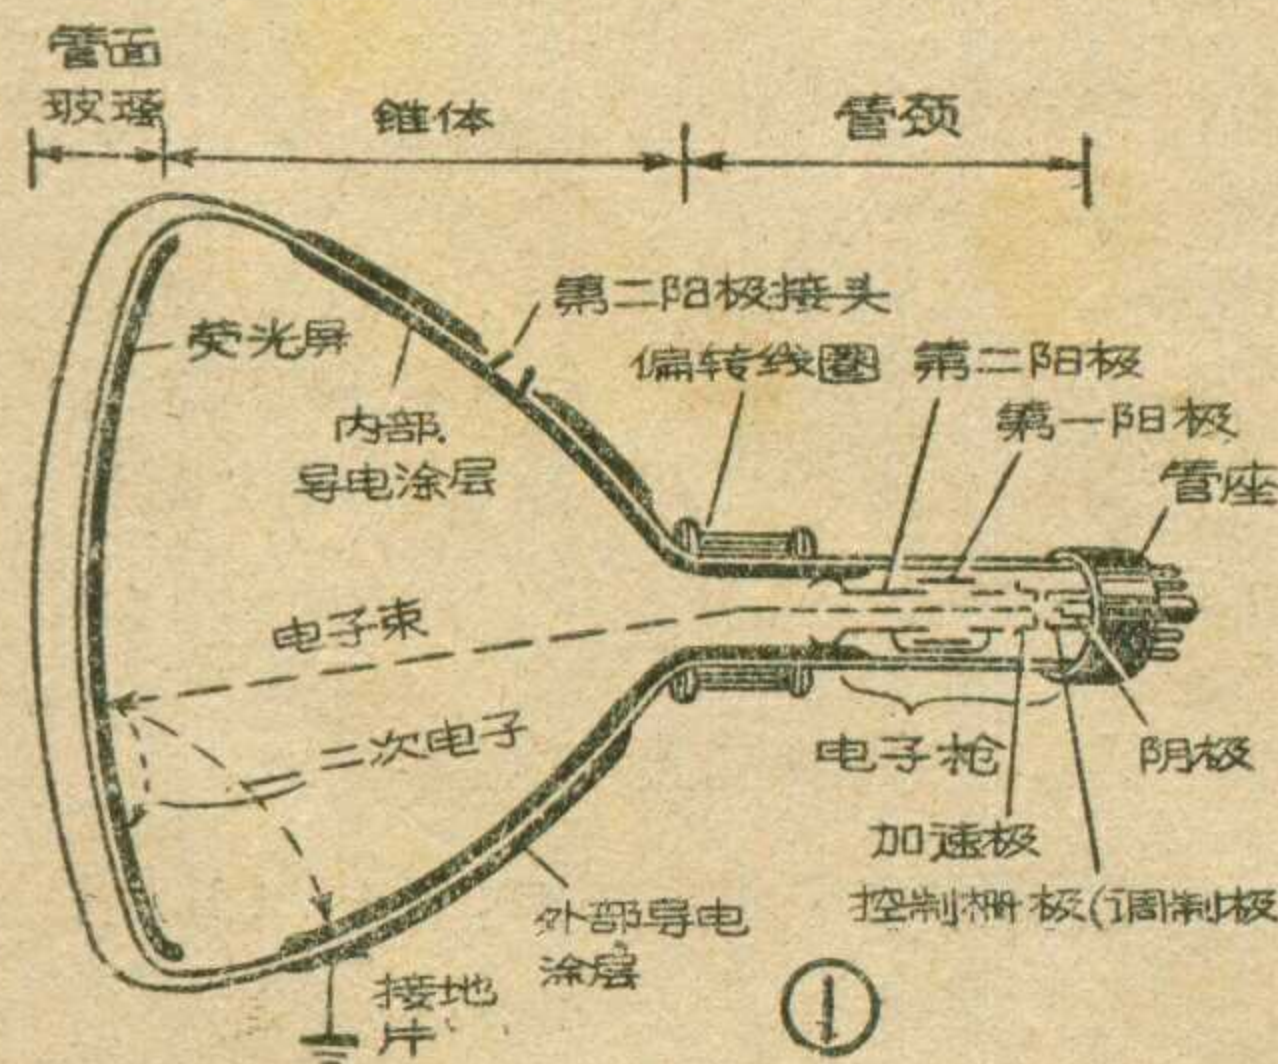 管面
玻璃
锥体
管颈
第二阳极接头
荧光屏
偏转线圈
第二阳极
内部
导电涂层
第一阳极
管座
电子束
二次电子
电子枪
阴极
加速极
控制栅极(调制极
外部导电
涂层
接地
片
①